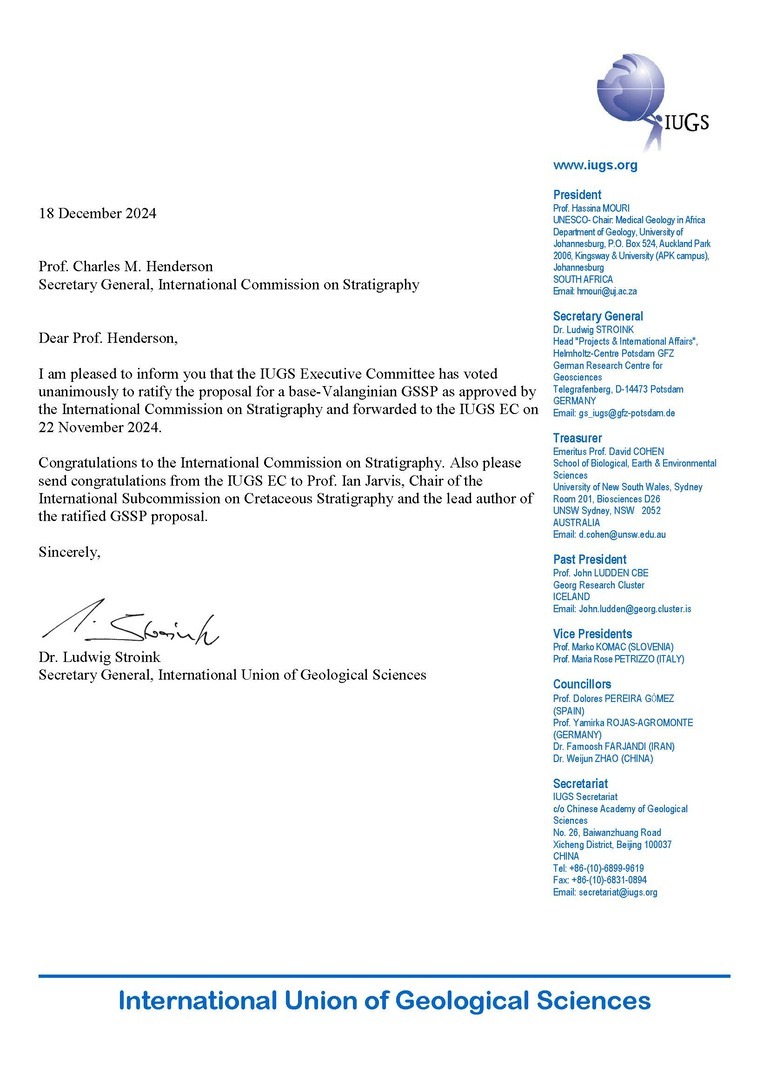 IUGS
www.iugs.org
18 December 2024
Prof. Charles M. Henderson
Secretary General, International Commission on Stratigraphy
Dear Prof. Henderson,
I am pleased to inform you that the IUGS Executive Committee has voted
unanimously to ratify the proposal for a base-Valanginian GSSP as approved by
the International Commission on Stratigraphy and forwarded to the IUGS EC on
22 November 2024.
Congratulations to the International Commission on Stratigraphy. Also please
send congratulations from the IUGS EC to Prof. Ian Jarvis, Chair of the
International Subcommission on Cretaceous Stratigraphy and the lead author of
the ratified GSSP proposal.
Sincerely,
Dr. Ludwig Stroink
Secretary General, International Union of Geological Sciences
President
Prof. Hassina MOURI
UNESCO- Chair: Medical Geology in Africa
Department of Geology, University of
Johannesburg, P.O. Box 524, Auckland Park
2006, Kingsway & University (APK campus),
Johannesburg
SOUTH AFRICA
Email: hmouri@uj.ac.za
Secretary General
Dr. Ludwig STROINK
Head "Projects & International Affairs",
Helmholtz-Centre Potsdam GFZ
German Research Centre for
Geosciences
Telegrafenberg, D-14473 Potsdam
GERMANY
Email: gs_iugs@gfz-potsdam.de
Treasurer
Emeritus Prof. David COHEN
School of Biological, Earth & Environmental
Sciences
University of New South Wales, Sydney
Room 201, Biosciences D26
UNSW Sydney, NSW 2052
AUSTRALIA
Email: d.cohen@unsw.edu.au
Past President
Prof. John LUDDEN CBE
Georg Research Cluster
ICELAND
Email: John.ludden@georg.cluster.is
Vice Presidents
Prof. Marko KOMAC (SLOVENIA)
Prof. Maria Rose PETRIZZO (ITALY)
Councillors
Prof. Dolores PEREIRA GÓMEZ
(SPAIN)
Prof. Yamirka ROJAS-AGROMONTE
(GERMANY)
Dr. Famoosh FARJANDI (IRAN)
Dr. Weijun ZHAO (CHINA)
Secretariat
IUGS Secretariat
c/o Chinese Academy of Geological
Sciences
No. 26, Baiwanzhuang Road
Xicheng District, Beijing 100037
CHINA
Tel: +86-(10)-6899-9619
Fax: +86-(10)-6831-0894
Email: secretariat@iugs.org
International Union of Geological Sciences